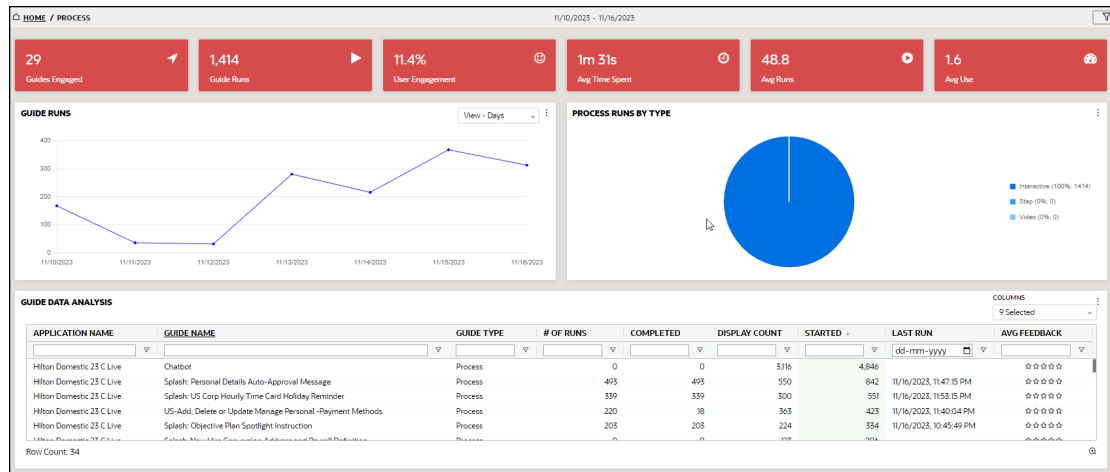 HOME / PROCESS
11/10/2023 - 11/16/2023
29
Guides Engaged
1,414
Guide Runs
11.4%
User Engagement
1m 31s
Avg Time Spent
48.8
Avg Runs
1.6
Avg Use
GUIDE RUNS
View - Days
400
300
200
100
0
11/10/2023 11/11/2023 11/12/2023 11/13/2023 11/14/2023 11/15/2023 11/16/2023
PROCESS RUNS BY TYPE
Interactive (100%; 1414)
Step (0%; 0)
Video (0%; 0)
GUIDE DATA ANALYSIS
COLUMNS
9 Selected
APPLICATION NAME GUIDE NAME GUIDE TYPE # OF RUNS COMPLETED DISPLAY COUNT STARTED LAST RUN AVG FEEDBACK
dd-mm-yyyy
Hilton Domestic 23 C Live Chatbot Process 0 0 3,116 4,846
Hilton Domestic 23 C Live Splash: Personal Details Auto-Approval Message Process 493 493 550 842 11/16/2023, 11:47:15 PM
Hilton Domestic 23 C Live Splash: US Corp Hourly Time Card Holiday Reminder Process 339 339 300 551 11/16/2023, 11:53:15 PM
Hilton Domestic 23 C Live US-Add, Delete or Update Manage Personal -Payment Methods Process 220 18 363 423 11/16/2023, 11:40:04 PM
Hilton Domestic 23 C Live Splash: Objective Plan Spotlight Instruction Process 203 203 224 334 11/16/2023, 10:45:49 PM
Row Count: 34